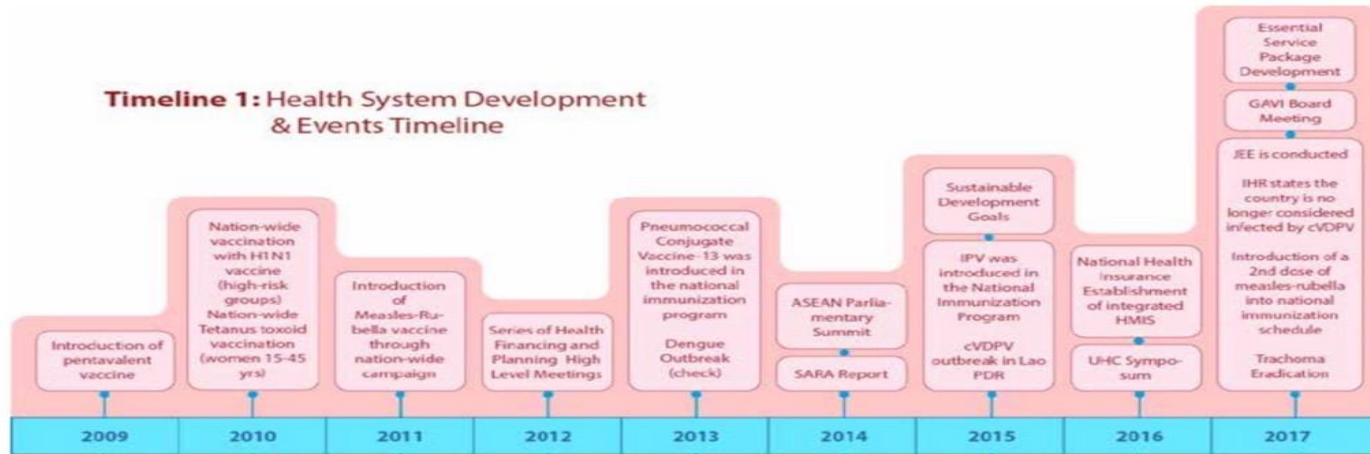 Timeline 1: Health System Development
& Events Timeline
Introduction of
pentavalent
vaccine
Nation-wide
vaccination
with H1N1
vaccine
(high-risk
groups)
Nation-wide
Tetanus toxoid
vaccination
(women 15-45
yrs)
Introduction
of
Measles-Ru-
bella vaccine
through
nation-wide
campaign
Series of Health
Financing and
Planning High
Level Meetings
Pneumococcal
Conjugate
Vaccine-13 was
introduced in
the national
immunization
program
Dengue
Outbreak
(check)
ASEAN Parlia-
mentary
Summit
SARA Report
Sustainable
Development
Goals
IPV was
introduced in
the National
Immunization
Program
cVDPV
outbreak in Lao
PDR
National Health
Insurance
Establishment
of integrated
HMIS
UHC Sympo-
sum
Essential
Service
Package
Development
GAVI Board
Meeting
JEE is conducted
IHR states the
country is no
longer considered
infected by cVDPV
Introduction of a
2nd dose of
measles-rubella
into national
immunization
schedule
Trachoma
Eradication
2009
2010
2011
2012
2013
2014
2015
2016
2017